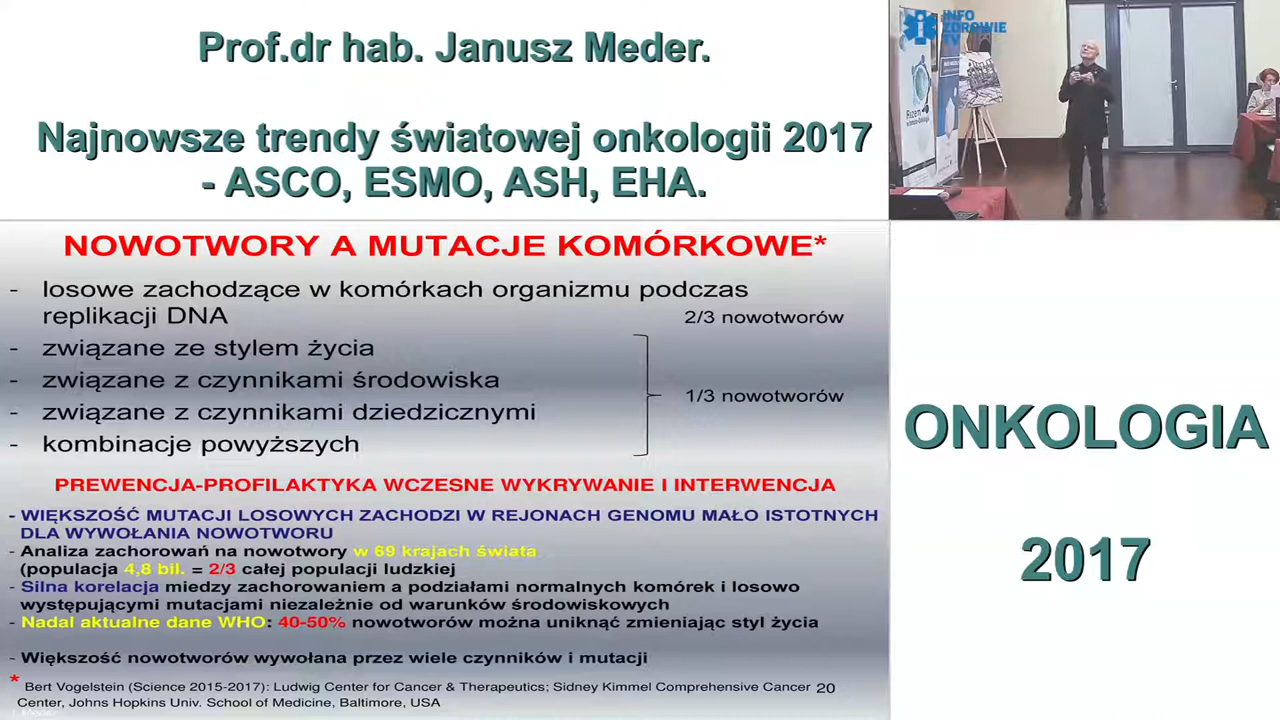 Prof.dr hab. Janusz Meder.
Najnowsze trendy światowej onkologii 2017
- ASCO, ESMO, ASH, EHA.
INFO
ZDROWIE
TV
NOWOTWORY A MUTACJE KOMÓRKOWE*
- losowe zachodzące w komórkach organizmu podczas
replikacji DNA
2/3 nowotworów
- związane ze stylem życia
- związane z czynnikami środowiska
1/3 nowotworów
- związane z czynnikami dziedzicznymi
- kombinacje powyższych
PREWENCJA-PROFILAKTYKA WCZESNE WYKRYWANIE I INTERWENCJA
- WIĘKSZOŚĆ MUTACJI LOSOWYCH ZACHODZI W REJONACH GENOMU MAŁO ISTOTNYCH
DLA WYWOŁANIA NOWOTWORU
- Analiza zachorowań na nowotwory w 69 krajach świata
(populacja 4,8 bil. = 2/3 całej populacji ludzkiej
- Silna korelacja miedzy zachorowaniem a podziałami normalnych komórek i losowo
występującymi mutacjami niezależnie od warunków środowiskowych
- Nadal aktualne dane WHO: 40-50% nowotworów można uniknąć zmieniając styl życia
- Większość nowotworów wywołana przez wiele czynników i mutacji
* Bert Vogelstein (Science 2015-2017): Ludwig Center for Cancer & Therapeutics; Sidney Kimmel Comprehensive Cancer 20
Center, Johns Hopkins Univ. School of Medicine, Baltimore, USA
ONKOLOGIA
2017